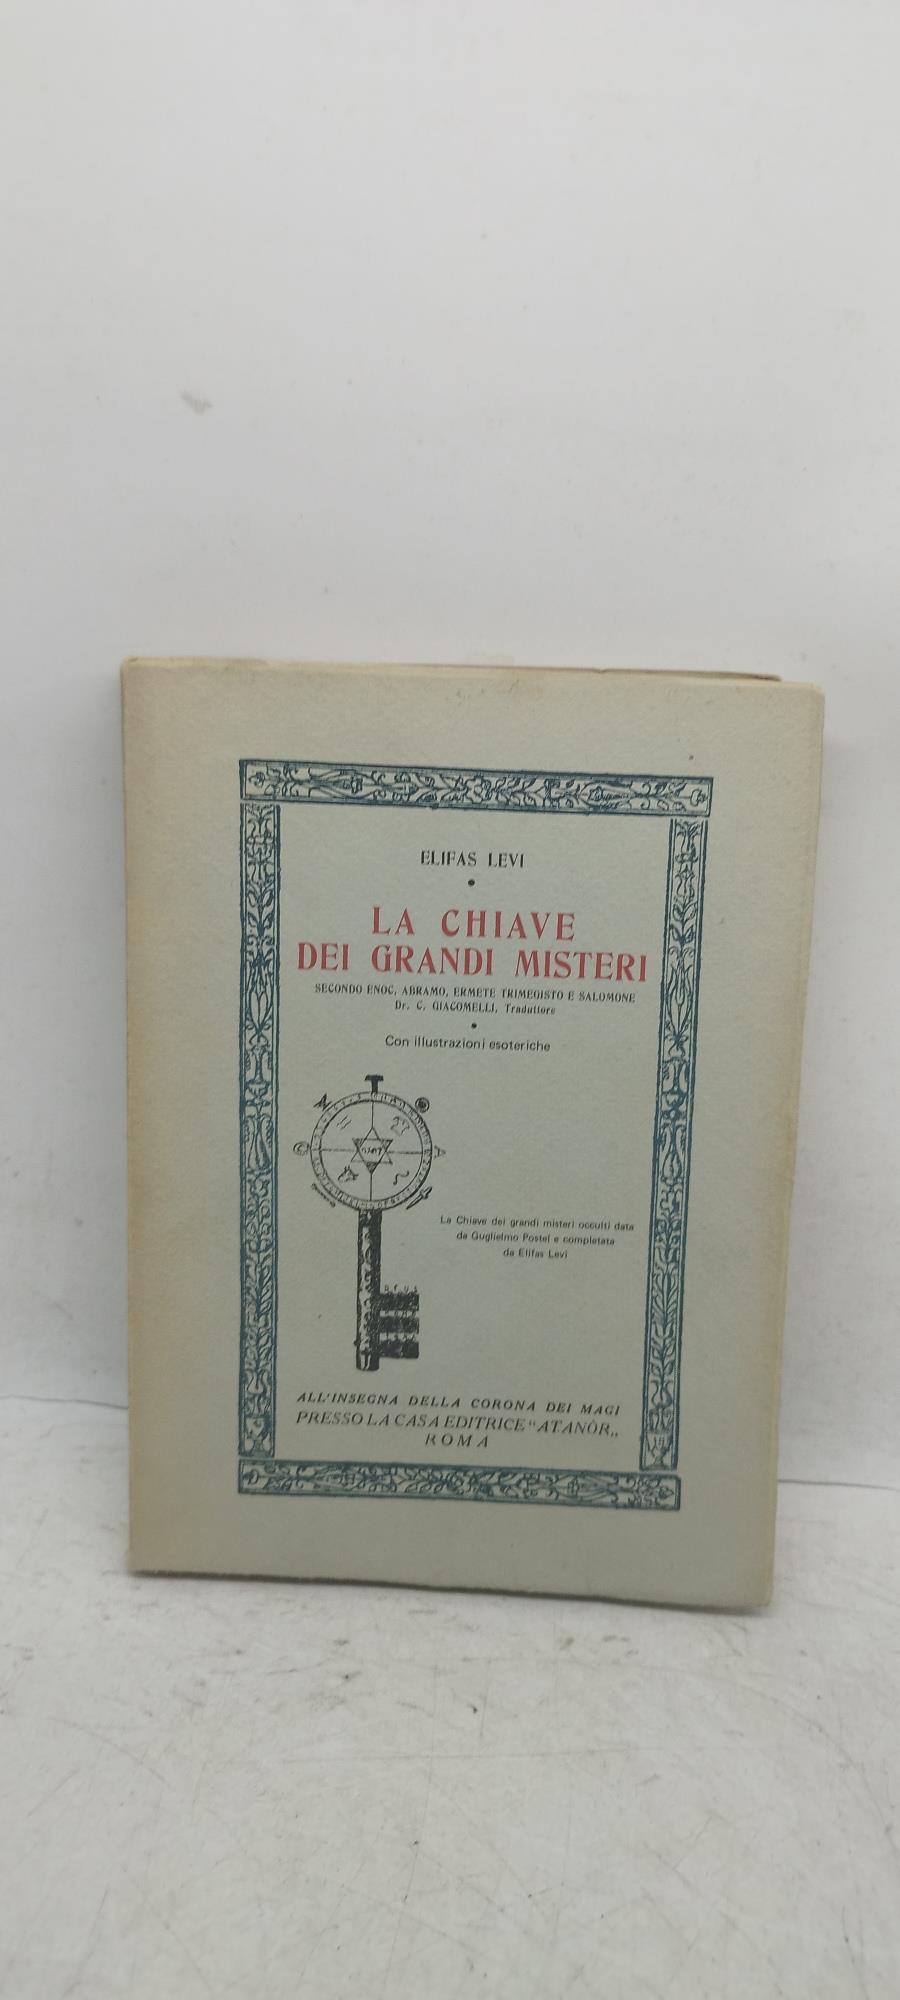 ELIFAS LEVI
LA CHIAVE
DEI GRANDI MISTERI
SECONDO ENOC, ABRAMO, ERMETE TRIMEGISTO E SALOMONE
Dr. C. GIACOMELLI, Traduttore
Con illustrazioni esoteriche
La Chiave dei grandi misteri occulti data
da Guglielmo Postel e completata
da Elifas Levi
ALL'INSEGNA DELLA CORONA DEI MAGI
PRESSO LA CASA EDITRICE "ATANÒR„
ROMA